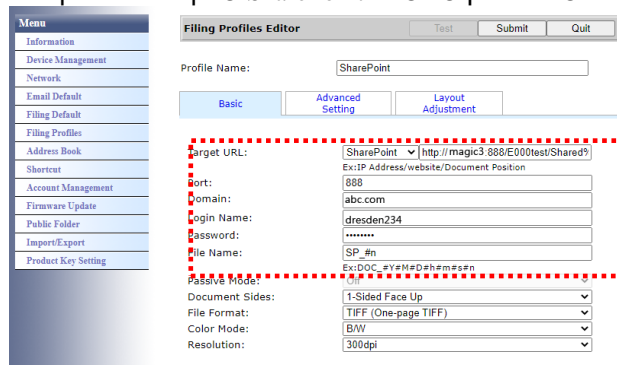 Menu
Information
Device Management
Network
Email Default
Filing Default
Filing Profiles
Address Book
Shortcut
Account Management
Firmware Update
Public Folder
Import/Export
Product Key Setting
Filing Profiles Editor
Test
Submit
Quit
Profile Name: SharePoint
Basic
Advanced Setting
Layout Adjustment
Target URL: SharePoint http://magic3:888/E000test/Shared%
Ex:IP Address/website/Document Position
Port: 888
Domain: abc.com
Login Name: dresden234
Password: ••••••••
File Name: SP_#n
Ex:DOC_#Y#M#D#h#m#s#n
Passive Mode: Off
Document Sides: 1-Sided Face Up
File Format: TIFF (One-page TIFF)
Color Mode: B/W
Resolution: 300dpi